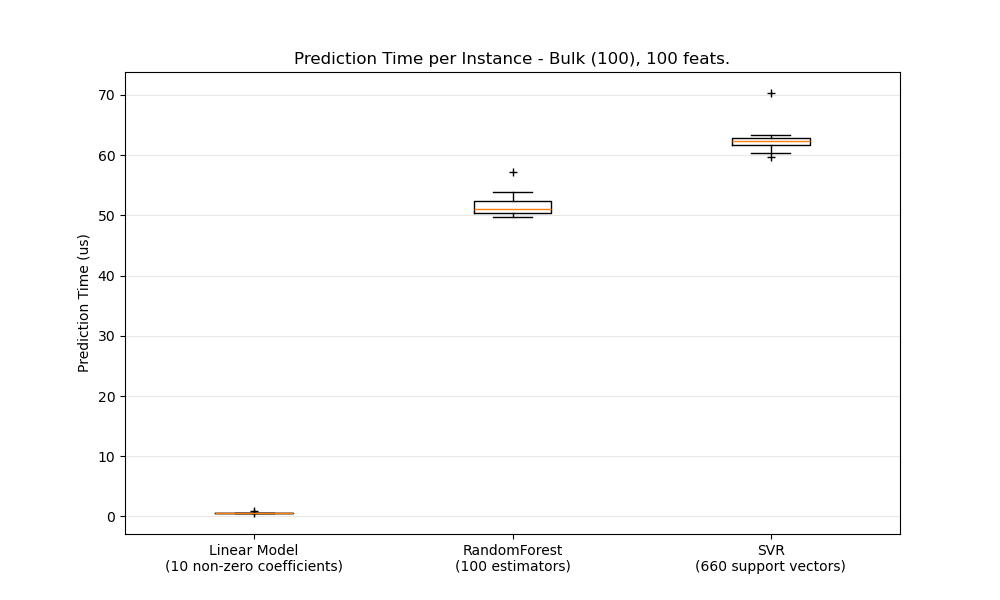 Prediction Time per Instance - Bulk (100), 100 feats.
Prediction Time (us)
70
60
50
40
30
20
10
0
Linear Model
(10 non-zero coefficients)
RandomForest
(100 estimators)
SVR
(660 support vectors)